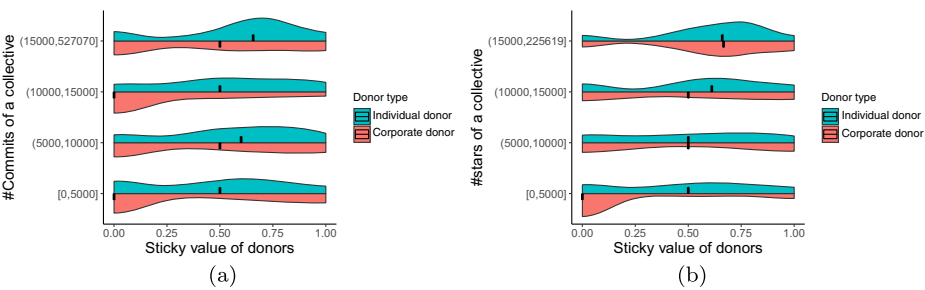 #Commits of a collective
(15000,527070]
(10000,15000]
(5000,10000]
[0,5000]
0.00 0.25 0.50 0.75 1.00
Sticky value of donors
Donor type
Individual donor
Corporate donor
(a)
#stars of a collective
(15000,225619]
(10000,15000]
(5000,10000]
[0,5000]
0.00 0.25 0.50 0.75 1.00
Sticky value of donors
Donor type
Individual donor
Corporate donor
(b)